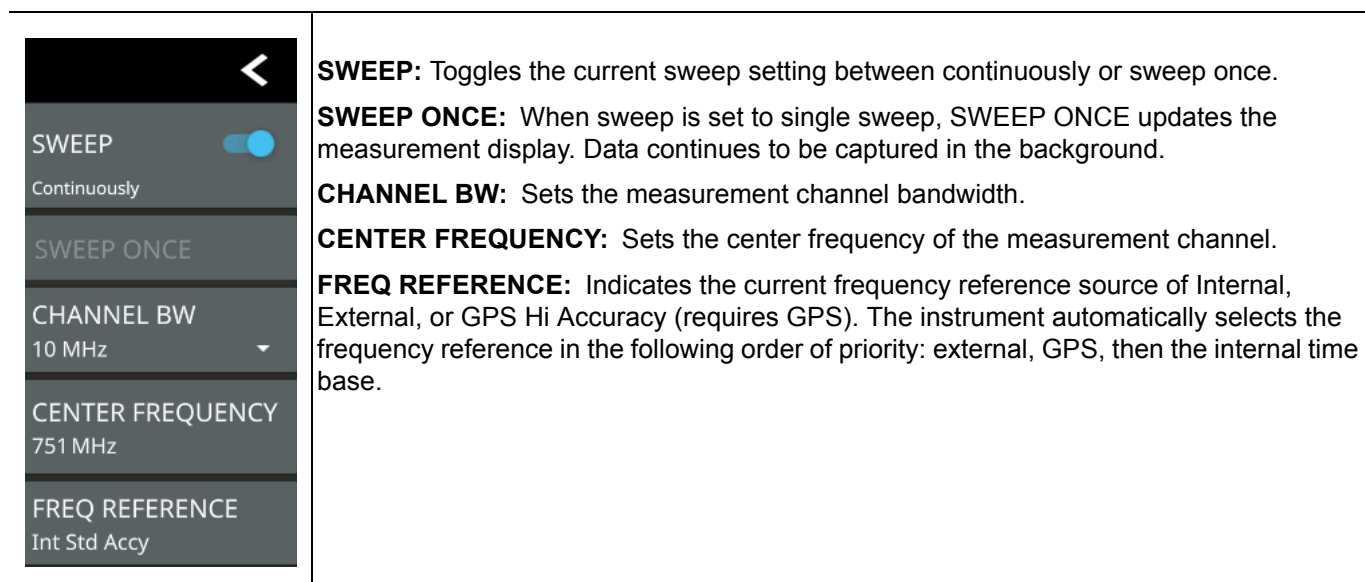 SWEEP
Continuously
SWEEP ONCE
CHANNEL BW
10 MHz
CENTER FREQUENCY
751 MHz
FREQ REFERENCE
Int Std Accy
SWEEP: Toggles the current sweep setting between continuously or sweep once.
SWEEP ONCE: When sweep is set to single sweep, SWEEP ONCE updates the
measurement display. Data continues to be captured in the background.
CHANNEL BW: Sets the measurement channel bandwidth.
CENTER FREQUENCY: Sets the center frequency of the measurement channel.
FREQ REFERENCE: Indicates the current frequency reference source of Internal,
External, or GPS Hi Accuracy (requires GPS). The instrument automatically selects the
frequency reference in the following order of priority: external, GPS, then the internal time
base.